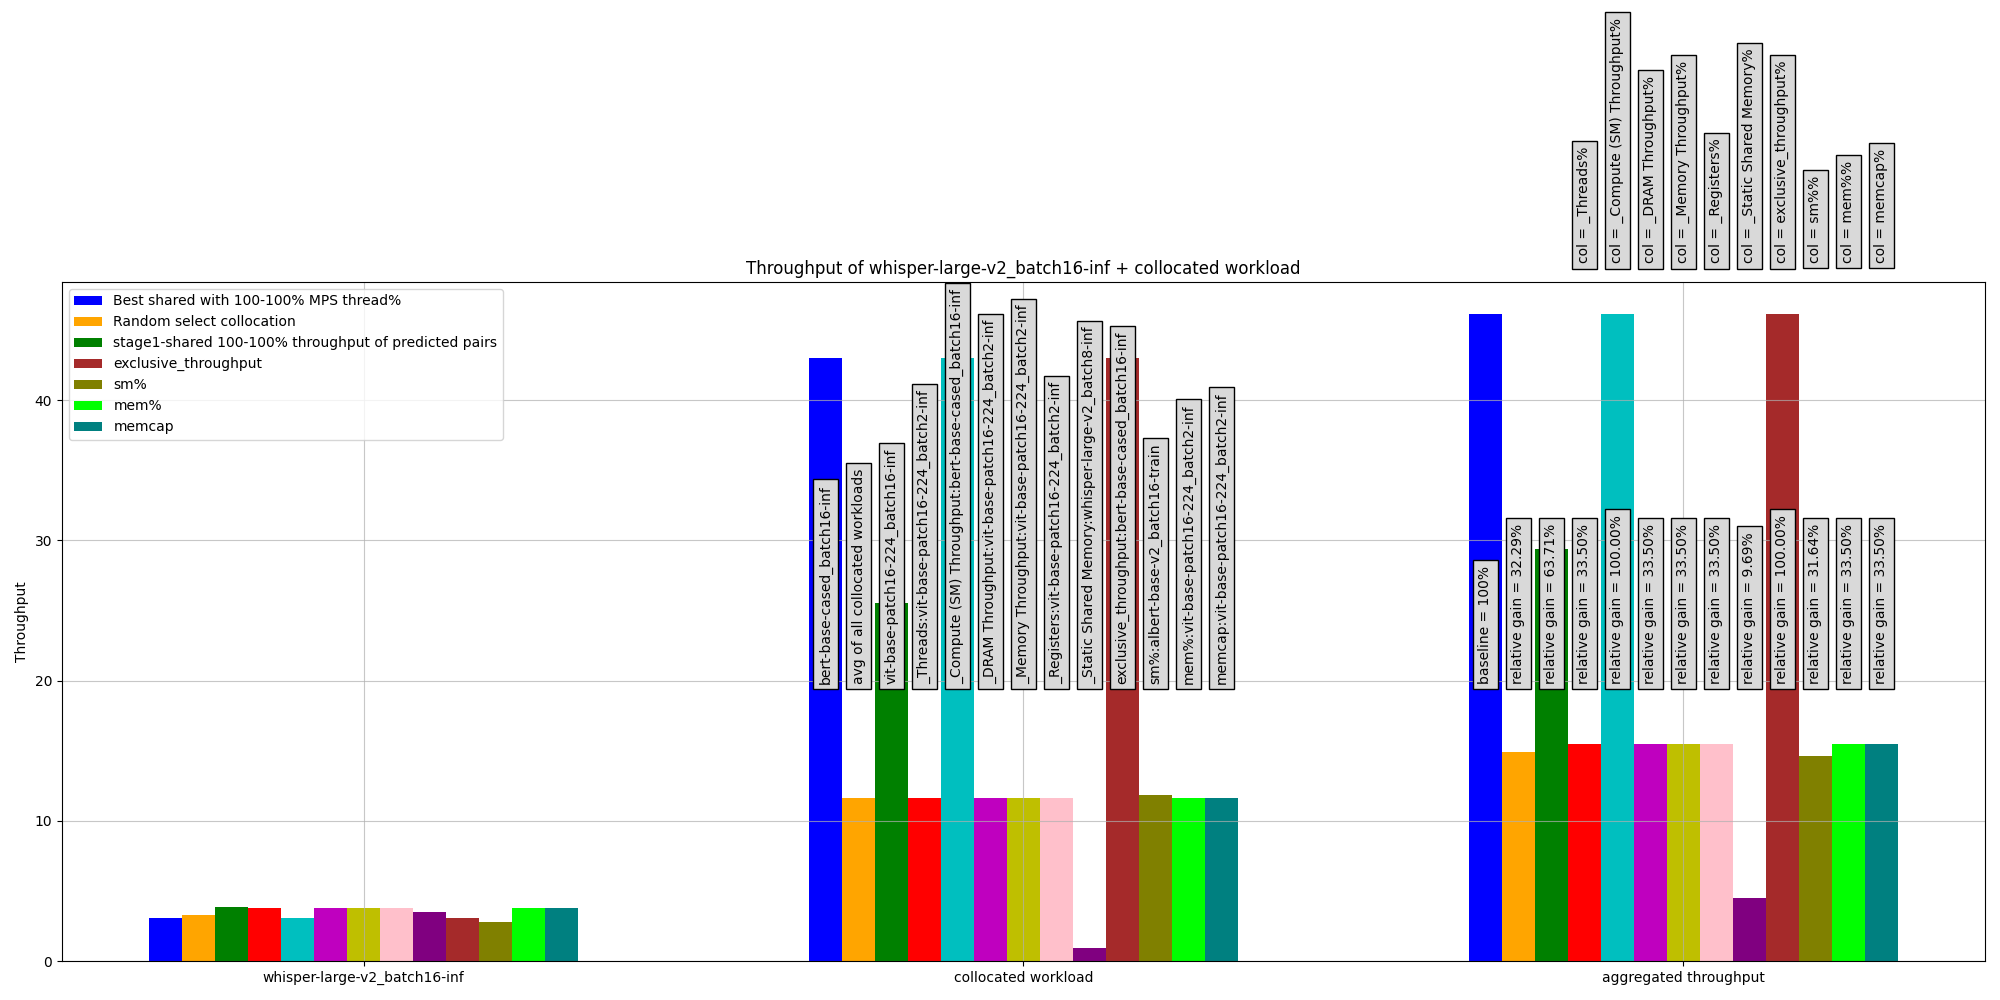 col = _Threads%
col = _Compute (SM) Throughput%
col = _DRAM Throughput%
col = _Memory Throughput%
col = _Registers%
col = _Static Shared Memory%
col = exclusive_throughput%
col = sm%%
col = mem%%
col = memcap%
Throughput of whisper-large-v2_batch16-inf + collocated workload
Best shared with 100-100% MPS thread%
Random select collocation
stage1-shared 100-100% throughput of predicted pairs
exclusive_throughput
sm%
mem%
memcap
Throughput
40
30
20
10
0
bert-base-cased_batch16-inf
avg of all collocated workloads
vit-base-patch16-224_batch16-inf
_Threads:vit-base-patch16-224_batch2-inf
_Compute (SM) Throughput:bert-base-cased_batch16-inf
_DRAM Throughput:vit-base-patch16-224_batch2-inf
_Memory Throughput:vit-base-patch16-224_batch2-inf
_Registers:vit-base-patch16-224_batch2-inf
_Static Shared Memory:whisper-large-v2_batch8-inf
exclusive_throughput:bert-base-cased_batch16-inf
sm%:albert-base-v2_batch16-train
mem%:vit-base-patch16-224_batch2-inf
memcap:vit-base-patch16-224_batch2-inf
baseline = 100%
relative gain = 32.29%
relative gain = 63.71%
relative gain = 33.50%
relative gain = 100.00%
relative gain = 33.50%
relative gain = 33.50%
relative gain = 33.50%
relative gain = 9.69%
relative gain = 100.00%
relative gain = 31.64%
relative gain = 33.50%
relative gain = 33.50%
whisper-large-v2_batch16-inf
collocated workload
aggregated throughput